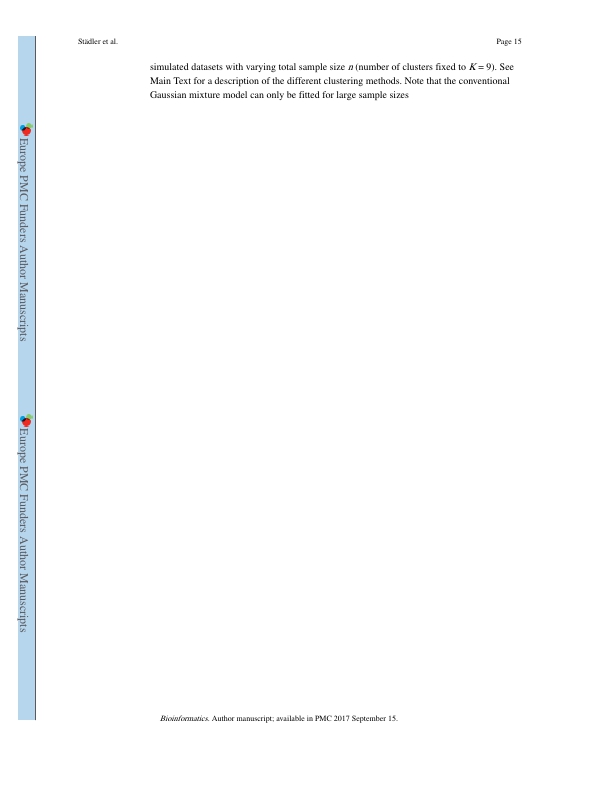 Städler et al.
Page 15
simulated datasets with varying total sample size n (number of clusters fixed to K = 9). See
Main Text for a description of the different clustering methods. Note that the conventional
Gaussian mixture model can only be fitted for large sample sizes
Europe PMC Funders Author Manuscripts
Europe PMC Funders Author Manuscripts
Bioinformatics. Author manuscript; available in PMC 2017 September 15.